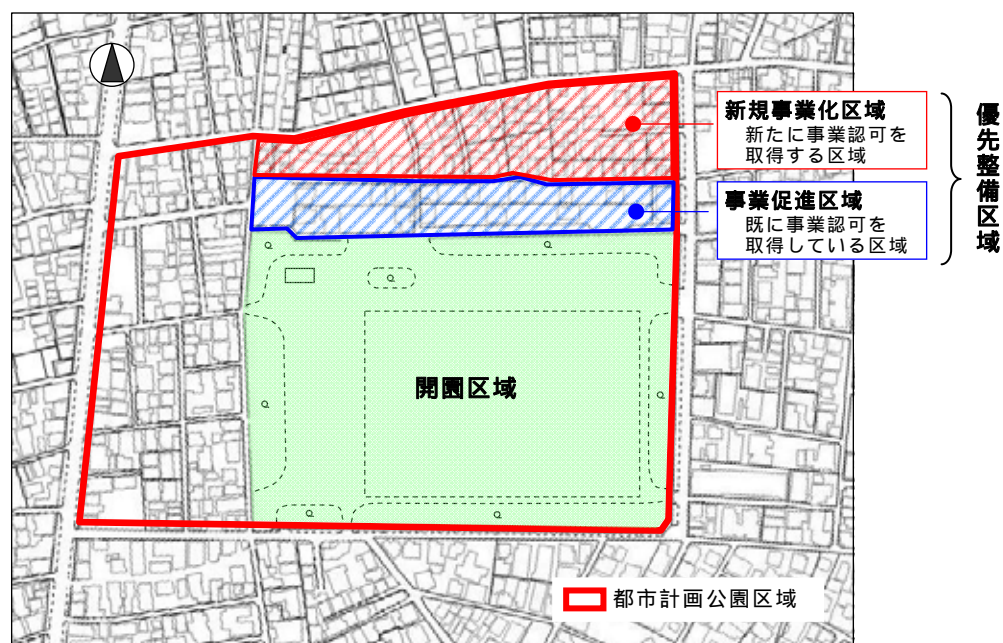 新規事業化区域
新たに事業認可を
取得する区域
事業促進区域
既に事業認可を
取得している区域
優先整備区域
開園区域
都市計画公園区域